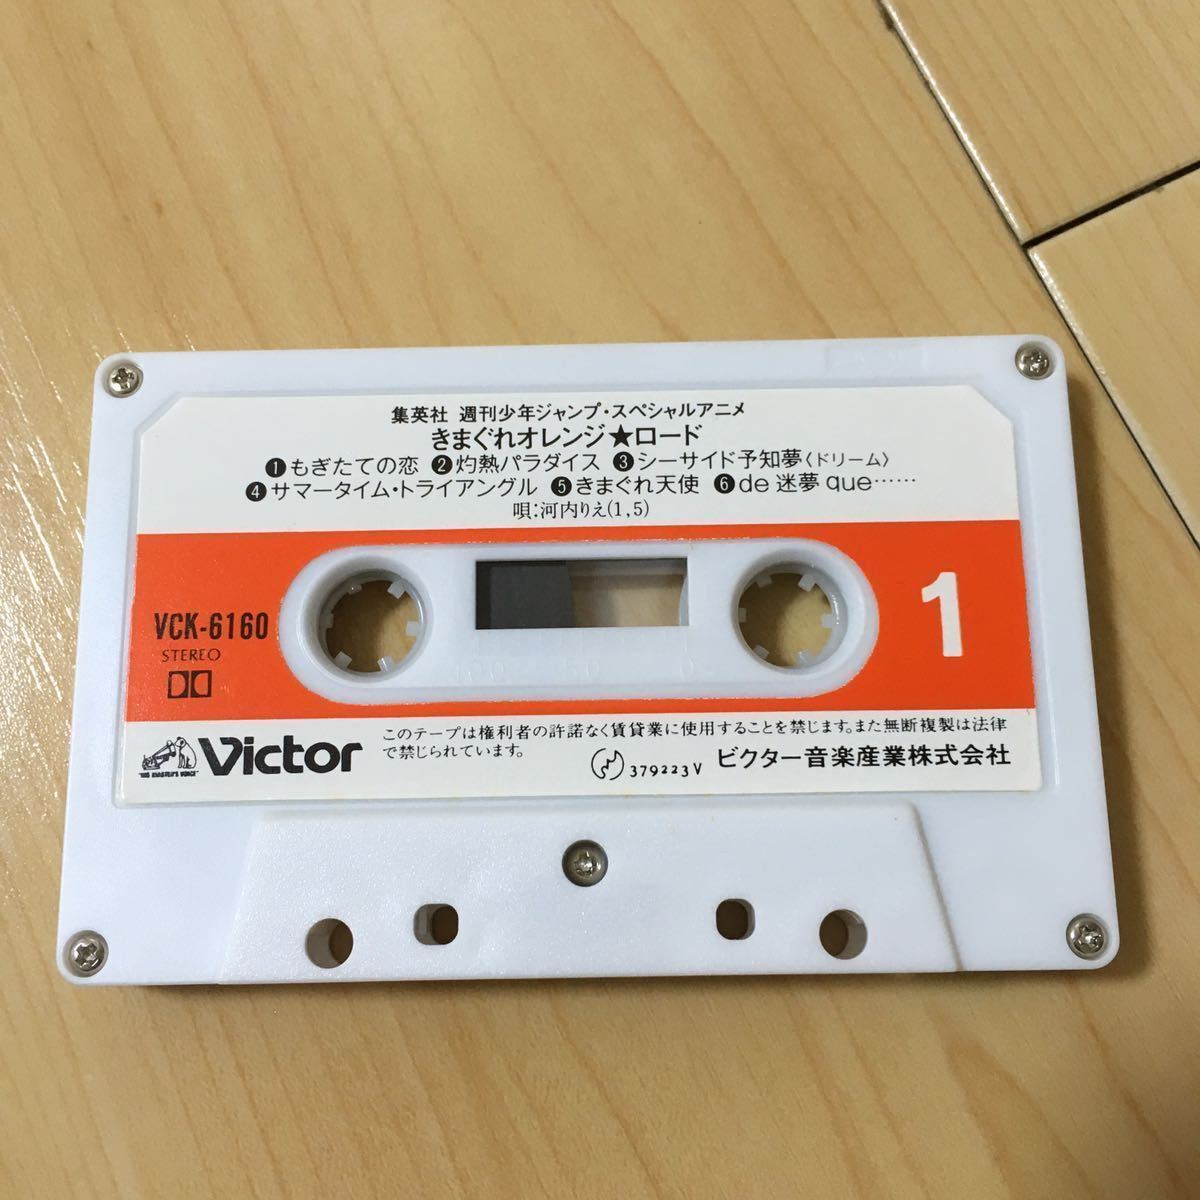 集英社 週刊少年ジャンプ・スペシャルアニメ
きまぐれオレンジ★ロード
❶もぎたての恋 ❷灼熱パラダイス ❸シーサイド予知夢〈ドリーム〉
❹サマータイム・トライアングル ❺きまぐれ天使 ❻de 迷夢 que……
唄:河内りえ(1,5)
VCK-6160
STEREO
1
100 50 0
"HIS MASTER'S VOICE"
Victor
このテープは権利者の許諾なく賃貸業に使用することを禁じます。また無断複製は法律
で禁じられています。
379223V ビクター音楽産業株式会社